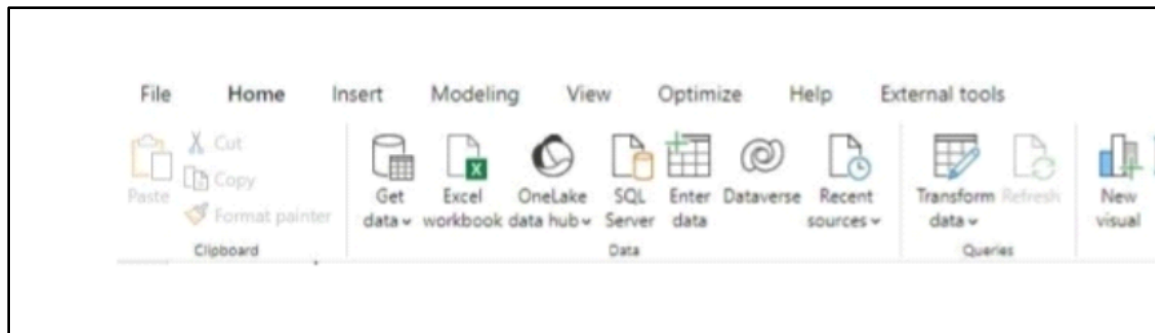 File Home Insert Modeling View Optimize Help External tools
Paste
Cut
Copy
Format painter
Clipboard
Get
data
Excel
workbook
OneLake
data hub
SQL
Server
Enter
data
Dataverse
Recent
sources
Data
Transform
data
Refresh
Queries
New
visual